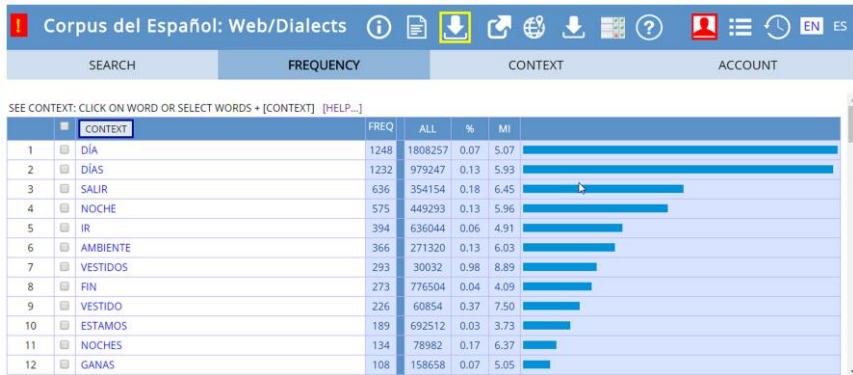 ! Corpus del Español: Web/Dialects EN ES
SEARCH FREQUENCY CONTEXT ACCOUNT
SEE CONTEXT: CLICK ON WORD OR SELECT WORDS + [CONTEXT] [HELP...]
CONTEXT FREQ ALL % MI
1 DÍA 1248 1808257 0.07 5.07
2 DÍAS 1232 979247 0.13 5.93
3 SALIR 636 354154 0.18 6.45
4 NOCHE 575 449293 0.13 5.96
5 IR 394 636044 0.06 4.91
6 AMBIENTE 366 271320 0.13 6.03
7 VESTIDOS 293 30032 0.98 8.89
8 FIN 273 776504 0.04 4.09
9 VESTIDO 226 60854 0.37 7.50
10 ESTAMOS 189 692512 0.03 3.73
11 NOCHES 134 78982 0.17 6.37
12 GANAS 108 158658 0.07 5.05